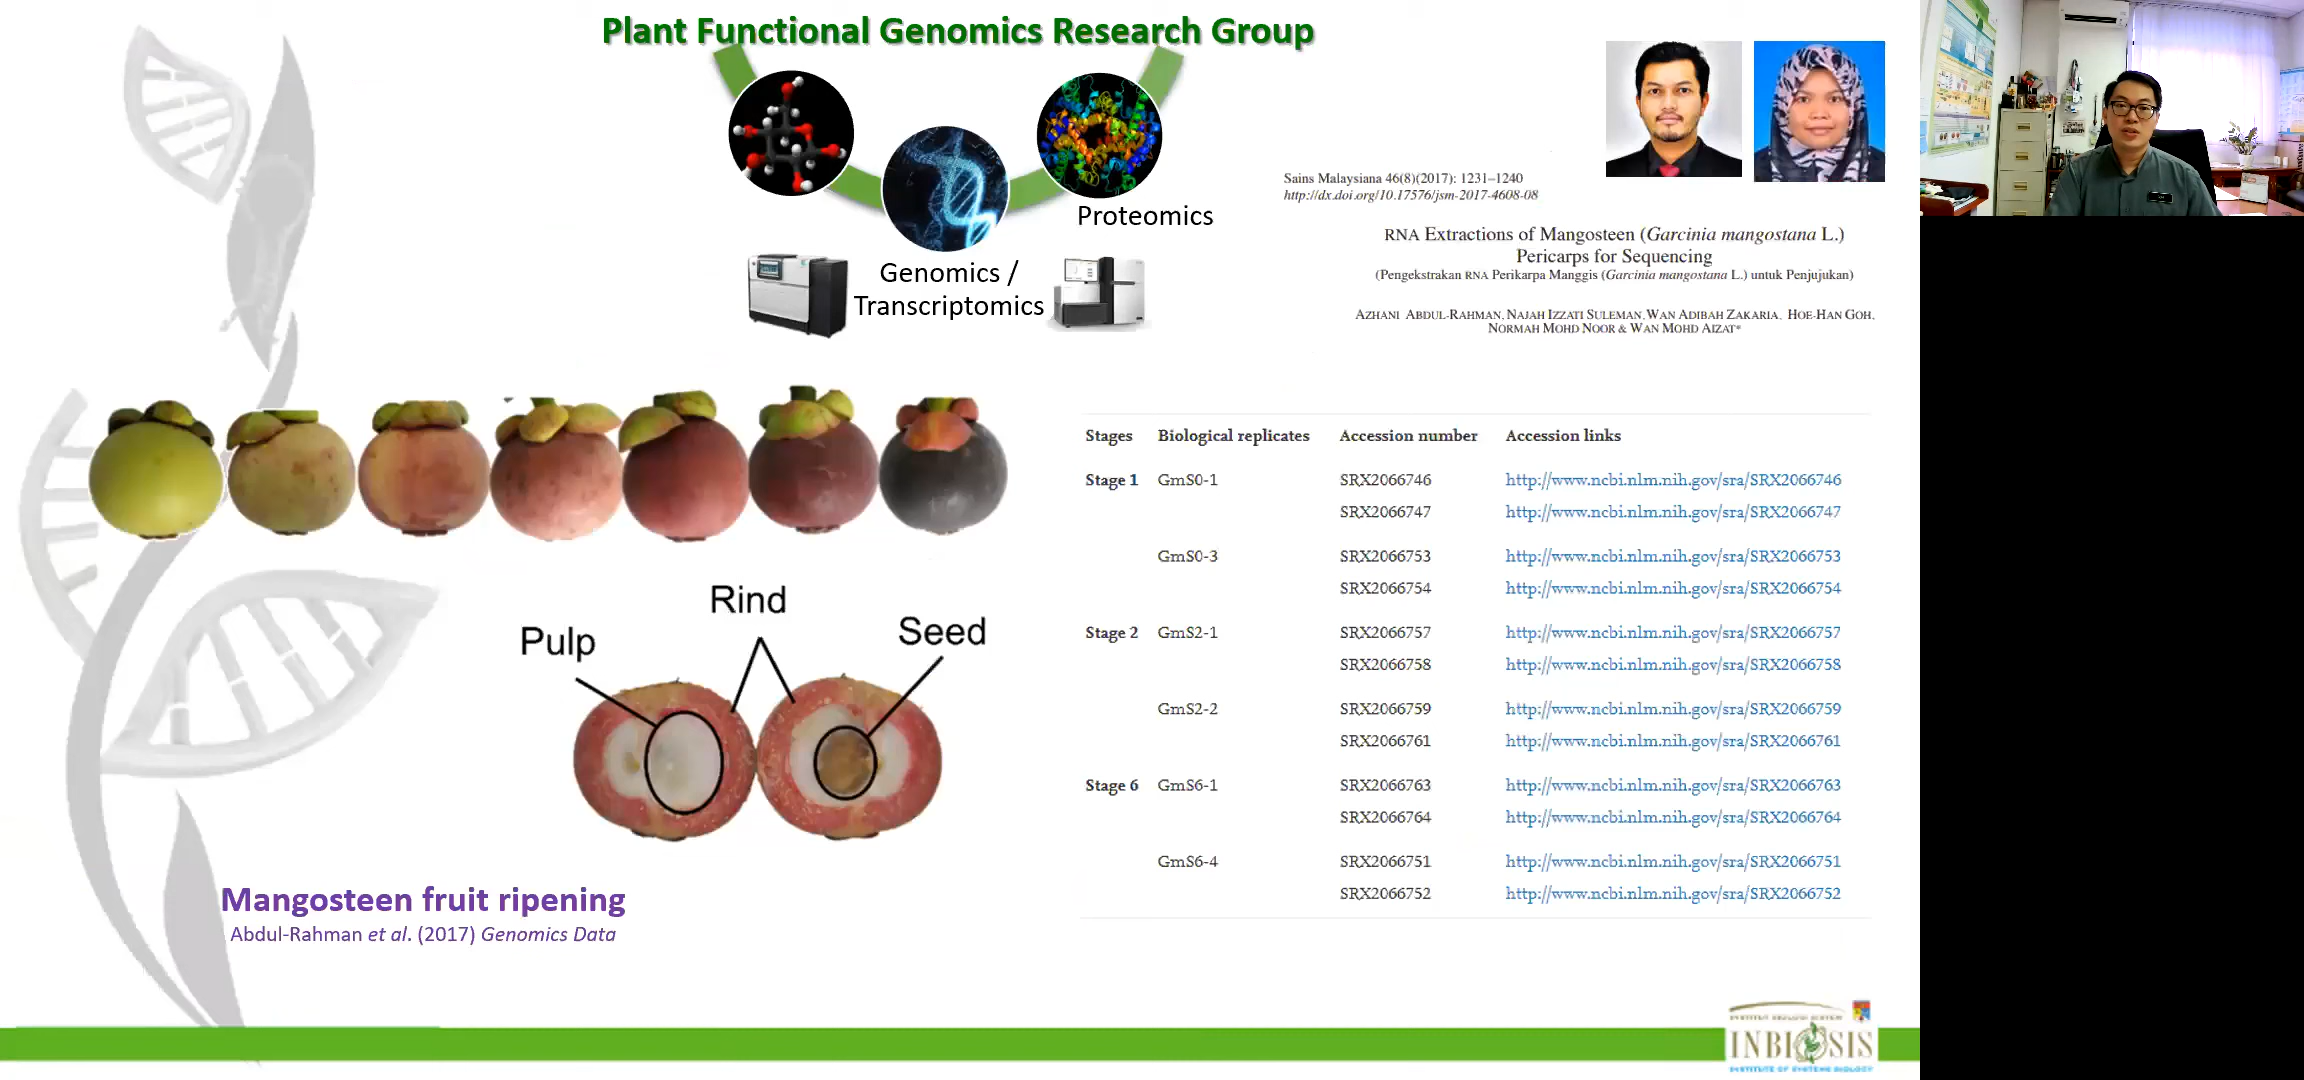 Plant Functional Genomics Research Group
Proteomics
Genomics /
Transcriptomics
Sains Malaysiana 46(8)(2017): 1231–1240
http://dx.doi.org/10.17576/jsm-2017-4608-08
RNA Extractions of Mangosteen (Garcinia mangostana L.)
Pericarps for Sequencing
(Pengekstrakan RNA Perikarpa Manggis (Garcinia mangostana L.) untuk Penjujukan)
AZHANI ABDUL-RAHMAN, NAJAH IZZATI SULEMAN, WAN ADIBAH ZAKARIA, HOE-HAN GOH,
NORMAH MOHD NOOR & WAN MOHD AIZAT*
Rind
Pulp
Seed
Mangosteen fruit ripening
Abdul-Rahman et al. (2017) Genomics Data
Stages Biological replicates Accession number Accession links
Stage 1 GmS0-1 SRX2066746 http://www.ncbi.nlm.nih.gov/sra/SRX2066746
SRX2066747 http://www.ncbi.nlm.nih.gov/sra/SRX2066747
GmS0-3 SRX2066753 http://www.ncbi.nlm.nih.gov/sra/SRX2066753
SRX2066754 http://www.ncbi.nlm.nih.gov/sra/SRX2066754
Stage 2 GmS2-1 SRX2066757 http://www.ncbi.nlm.nih.gov/sra/SRX2066757
SRX2066758 http://www.ncbi.nlm.nih.gov/sra/SRX2066758
GmS2-2 SRX2066759 http://www.ncbi.nlm.nih.gov/sra/SRX2066759
SRX2066761 http://www.ncbi.nlm.nih.gov/sra/SRX2066761
Stage 6 GmS6-1 SRX2066763 http://www.ncbi.nlm.nih.gov/sra/SRX2066763
SRX2066764 http://www.ncbi.nlm.nih.gov/sra/SRX2066764
GmS6-4 SRX2066751 http://www.ncbi.nlm.nih.gov/sra/SRX2066751
SRX2066752 http://www.ncbi.nlm.nih.gov/sra/SRX2066752
INBIOSIS
INSTITUTE OF SYSTEMS BIOLOGY